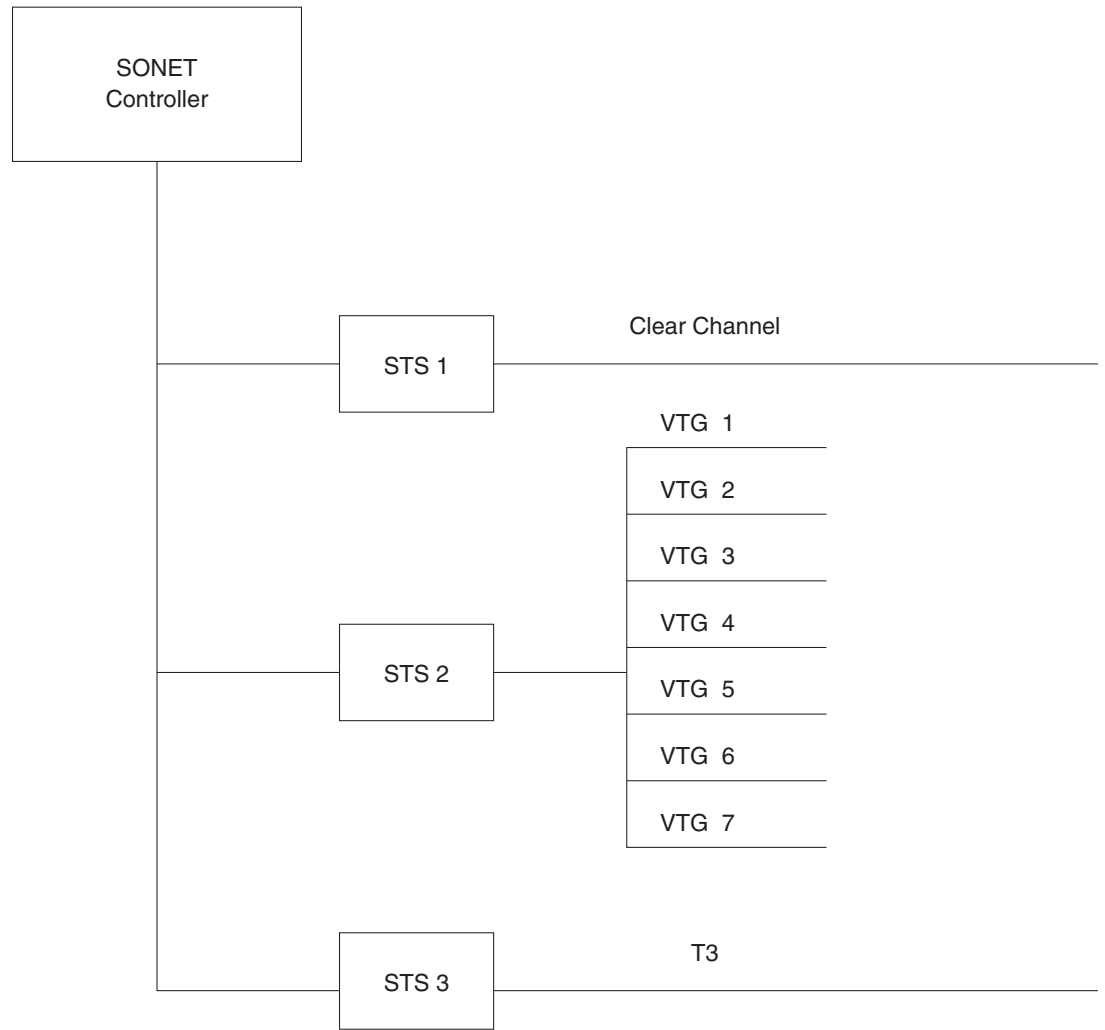 SONET
Controller
Clear Channel
STS 1
VTG 1
VTG 2
VTG 3
VTG 4
STS 2
VTG 5
VTG 6
VTG 7
T3
STS 3